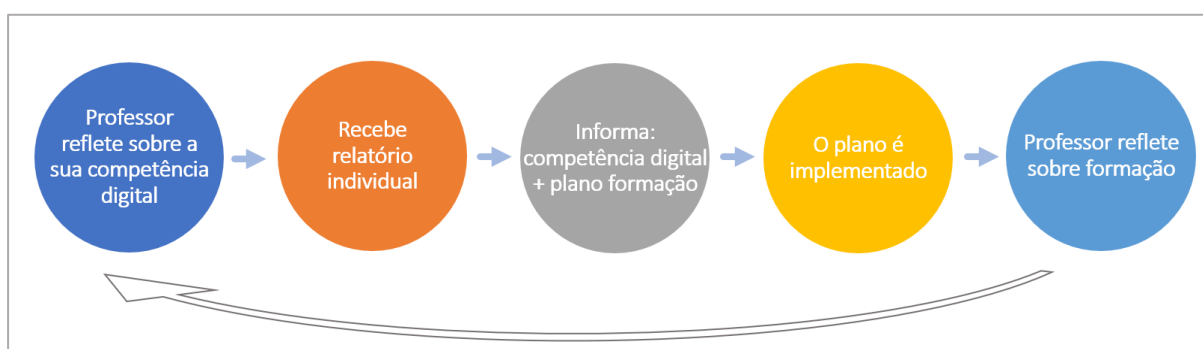 Professor
reflete sobre a
sua competência
digital
Recebe
relatório
individual
Informa:
competência digital
+ plano formação
O plano é
implementado
Professor reflete
sobre formação